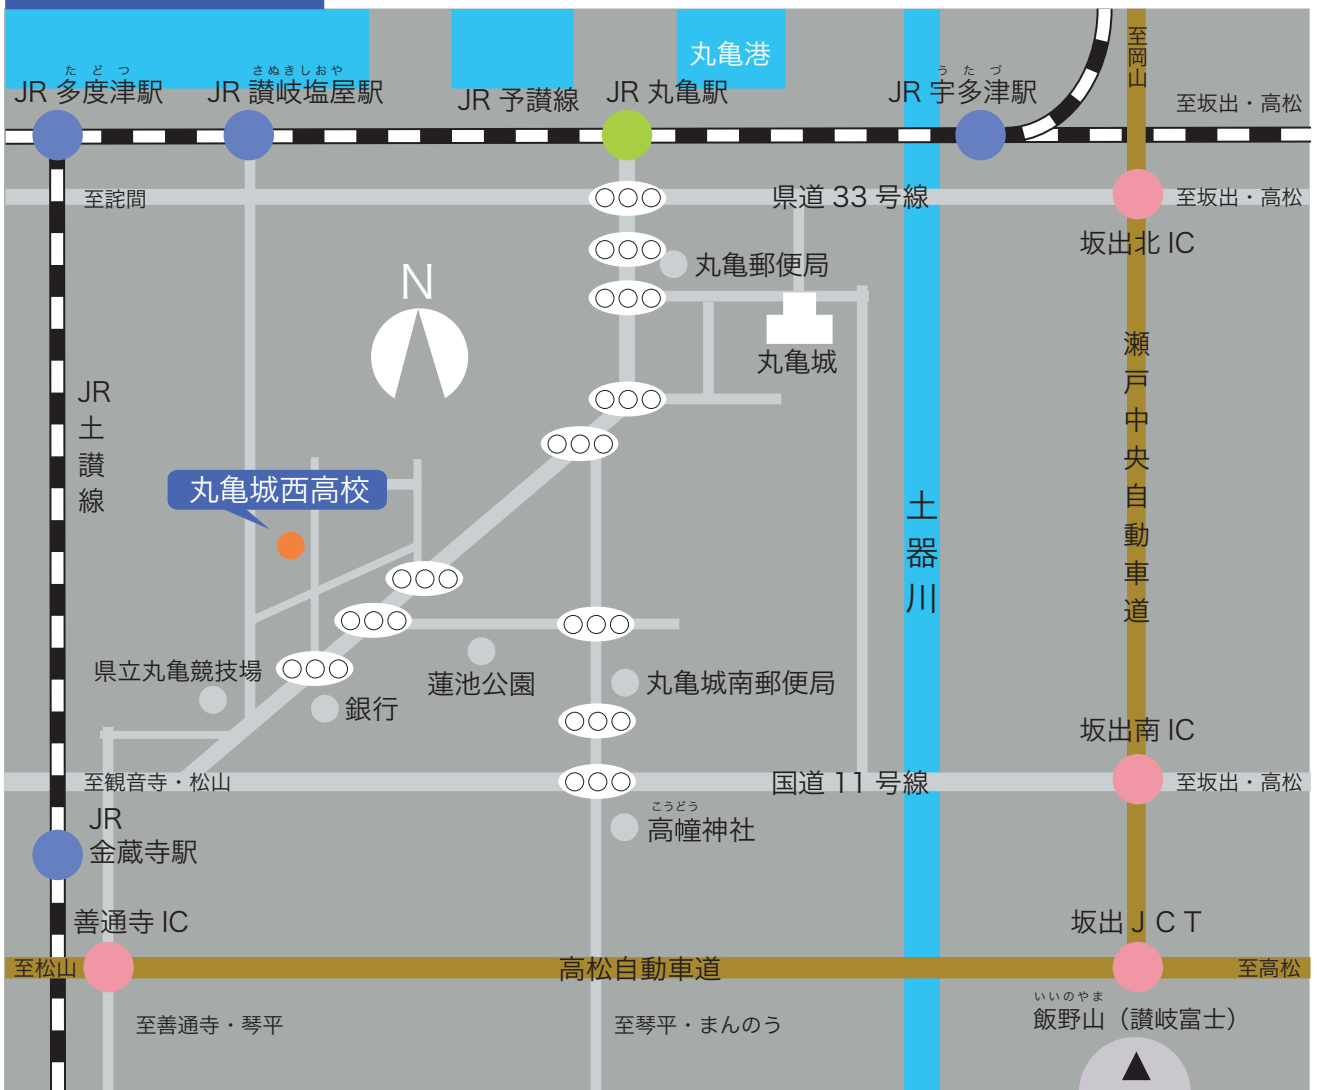 丸亀港
至岡山
た ど つ
JR 多度津駅
さぬきしおや
JR 讃岐塩屋駅
JR 予讃線
JR 丸亀駅
う た づ
JR 宇多津駅
至坂出・高松
至詫間
県道 33 号線
至坂出・高松
坂出北 IC
丸亀郵便局
N
丸亀城
瀬戸中央自動車道
JR
土讃線
丸亀城西高校
土器川
県立丸亀競技場
銀行
蓮池公園
丸亀城南郵便局
坂出南 IC
至観音寺・松山
国道 11 号線
至坂出・高松
こうどう
高幢神社
JR
金蔵寺駅
善通寺 IC
坂出 J C T
至松山
高松自動車道
至高松
いいのやま
飯野山（讃岐富士）
至善通寺・琴平
至琴平・まんのう